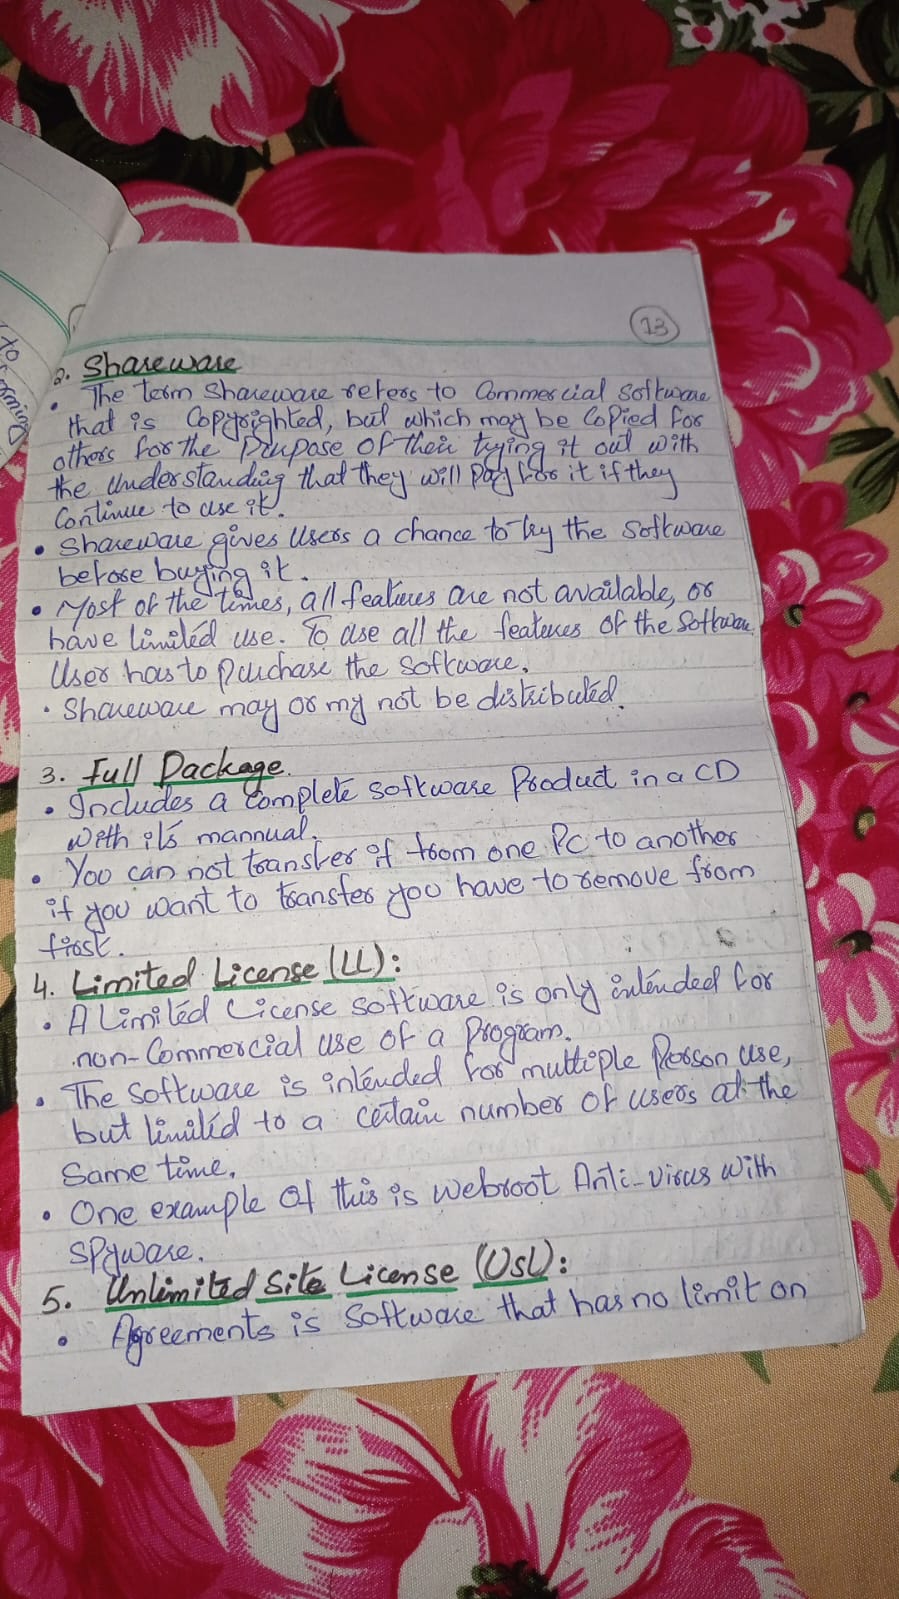 13
2. Shareware
• The term Shareware refers to Commercial Software
that is Copyrighted, but which may be Copied for
others for the Purpose of their trying it out with
the understanding that they will pay for it if they
Continue to use it.
• Shareware gives Users a chance to try the Software
before buying it.
• Most of the times, all features are not available, or
have limited use. To use all the features of the Software
User has to purchase the Software.
• Shareware may or my not be distributed.
3. Full Package.
• Includes a Complete Software Product in a CD
with it's mannual.
• You can not transfer if from one PC to another
if you want to transfer you have to remove from
first.
4. Limited License (LL):
• A Limited License software is only intended for
non-Commercial use of a Program.
• The Software is intended for multiple Person use,
but limited to a certain number of users at the
Same time.
• One example of this is webroot Anti-virus with
spyware.
5. Unlimited Site License (USL):
• Agreements is Software that has no limit on
to